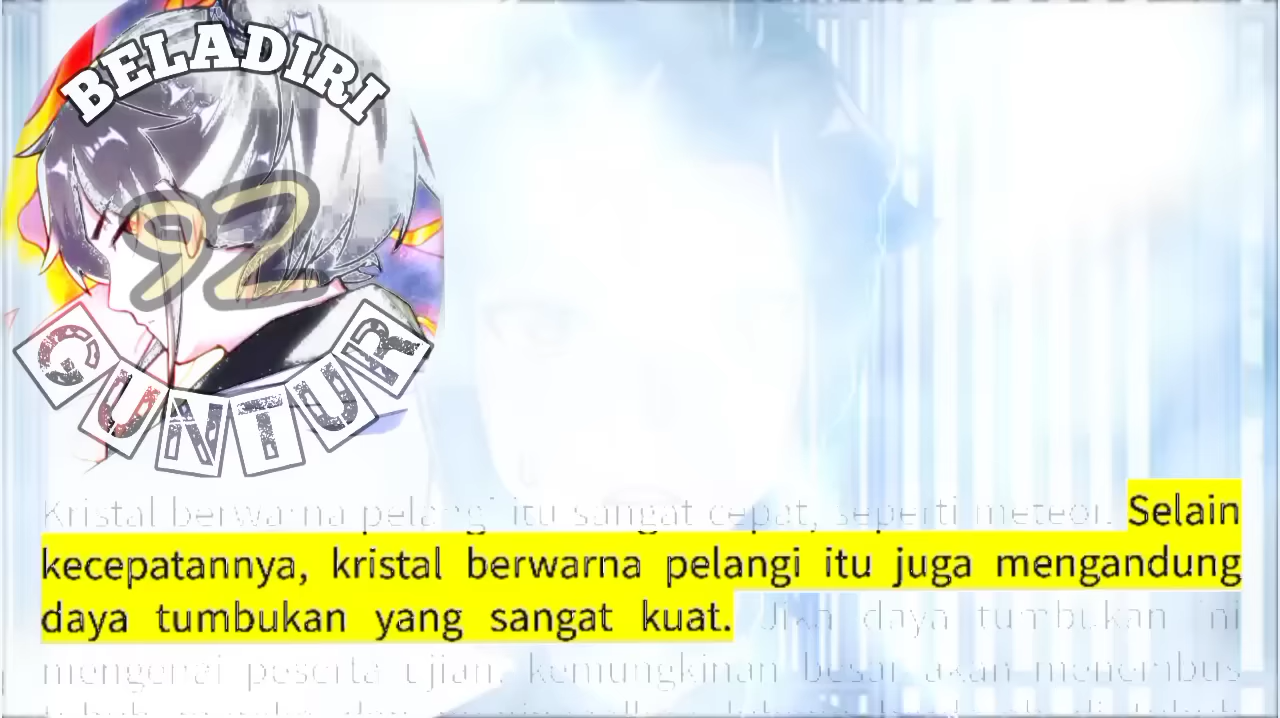 BELADIRI
92
GUNTUR
Kristal berwarna pelangi itu sangat cepat, seperti meteor. Selain
kecepatannya, kristal berwarna pelangi itu juga mengandung
daya tumbukan yang sangat kuat. Jika daya tumbukan ini
mengenai peserta ujian, kemungkinan besar akan menembus